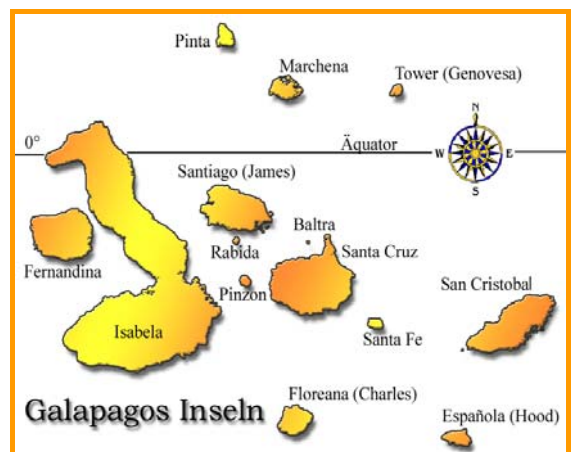 Pinta
Marchena
Tower (Genovesa)
N
0°
Äquator
W
E
S
Santiago (James)
Baltra
Rabida
Santa Cruz
Fernandina
Pinzon
San Cristobal
Isabela
Santa Fe
Floreana (Charles)
Galapagos Inseln
Española (Hood)